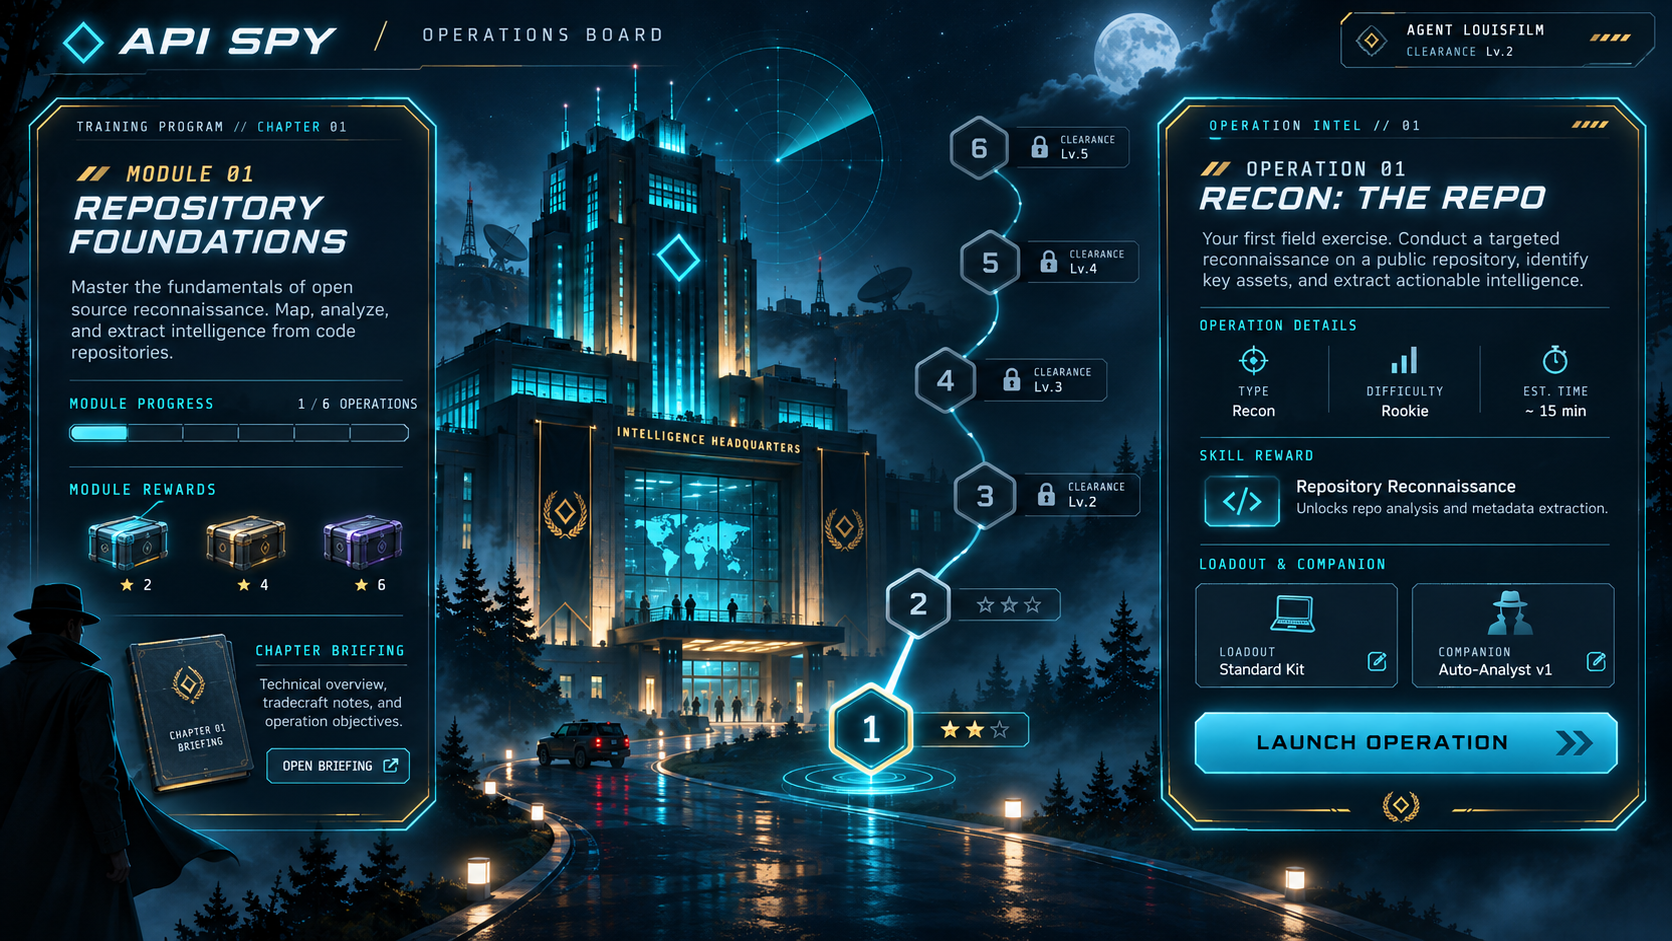 API SPY / OPERATIONS BOARD
AGENT LOUISFILM
CLEARANCE Lv.2
TRAINING PROGRAM // CHAPTER 01
MODULE 01
REPOSITORY
FOUNDATIONS
Master the fundamentals of open
source reconnaissance. Map, analyze,
and extract intelligence from code
repositories.
MODULE PROGRESS 1 / 6 OPERATIONS
MODULE REWARDS
2 4 6
CHAPTER 01
BRIEFING
CHAPTER BRIEFING
Technical overview,
tradecraft notes, and
operation objectives.
OPEN BRIEFING
INTELLIGENCE HEADQUARTERS
6 CLEARANCE
Lv.5
5 CLEARANCE
Lv.4
4 CLEARANCE
Lv.3
3 CLEARANCE
Lv.2
2
1
OPERATION INTEL // 01
OPERATION 01
RECON: THE REPO
Your first field exercise. Conduct a targeted
reconnaissance on a public repository, identify
key assets, and extract actionable intelligence.
OPERATION DETAILS
TYPE DIFFICULTY EST. TIME
Recon Rookie ~ 15 min
SKILL REWARD
</> Repository Reconnaissance
Unlocks repo analysis and metadata extraction.
LOADOUT & COMPANION
LOADOUT COMPANION
Standard Kit Auto-Analyst v1
LAUNCH OPERATION